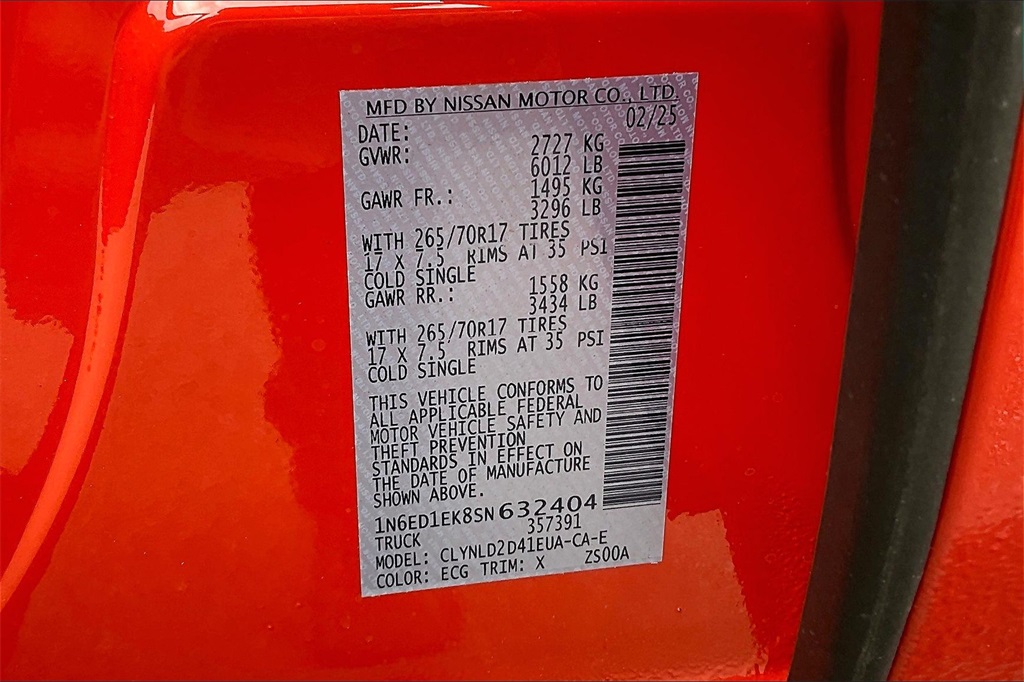 MFD BY NISSAN MOTOR CO., LTD.
DATE: 02/25
GVWR: 2727 KG
6012 LB
GAWR FR.: 1495 KG
3296 LB
WITH 265/70R17 TIRES
17 X 7.5 RIMS AT 35 PSI
COLD SINGLE
GAWR RR.: 1558 KG
3434 LB
WITH 265/70R17 TIRES
17 X 7.5 RIMS AT 35 PSI
COLD SINGLE
THIS VEHICLE CONFORMS TO
ALL APPLICABLE FEDERAL
MOTOR VEHICLE SAFETY AND
THEFT PREVENTION
STANDARDS IN EFFECT ON
THE DATE OF MANUFACTURE
SHOWN ABOVE.
1N6ED1EK8SN632404
TRUCK 357391
MODEL: CLYNLD2D41EUA-CA-E
COLOR: ECG TRIM: X ZS00A